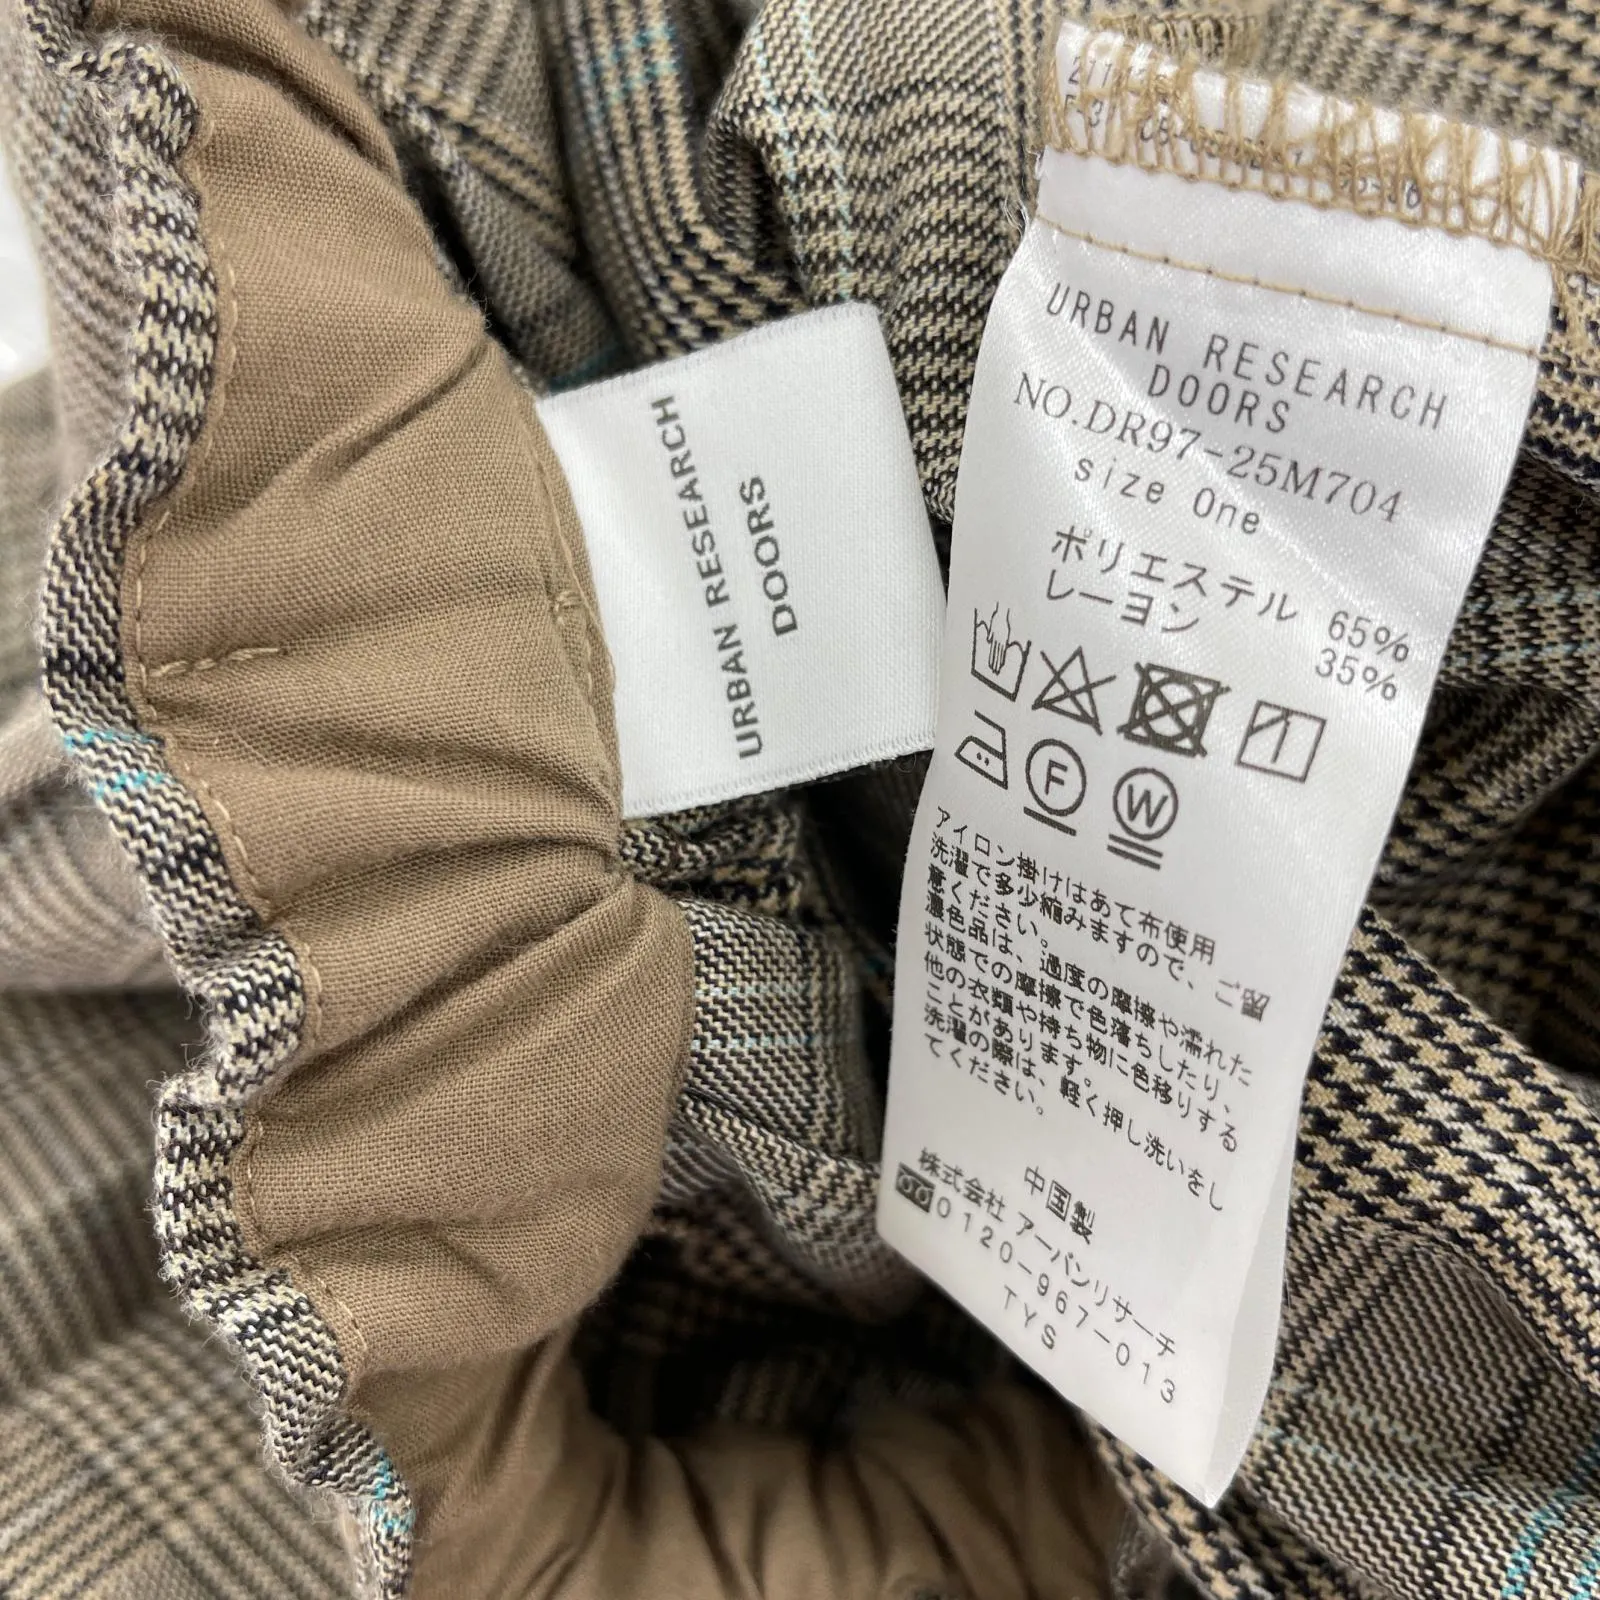 URBAN RESEARCH
DOORS
URBAN RESEARCH
DOORS
NO.DR97-25M704
size One
ポリエステル 65%
レーヨン 35%
F
W
アイロン掛けはあて布使用
洗濯で多少縮みますので、ご留
意ください。
濃色品は、過度の摩擦や濡れた
状態での摩擦で色落ちしたり、
他の衣類や持ち物に色移りする
ことがあります。
洗濯の際は、軽く押し洗いをし
てください。
中国製
株式会社 アーバンリサーチ
0120-967-013
TYS